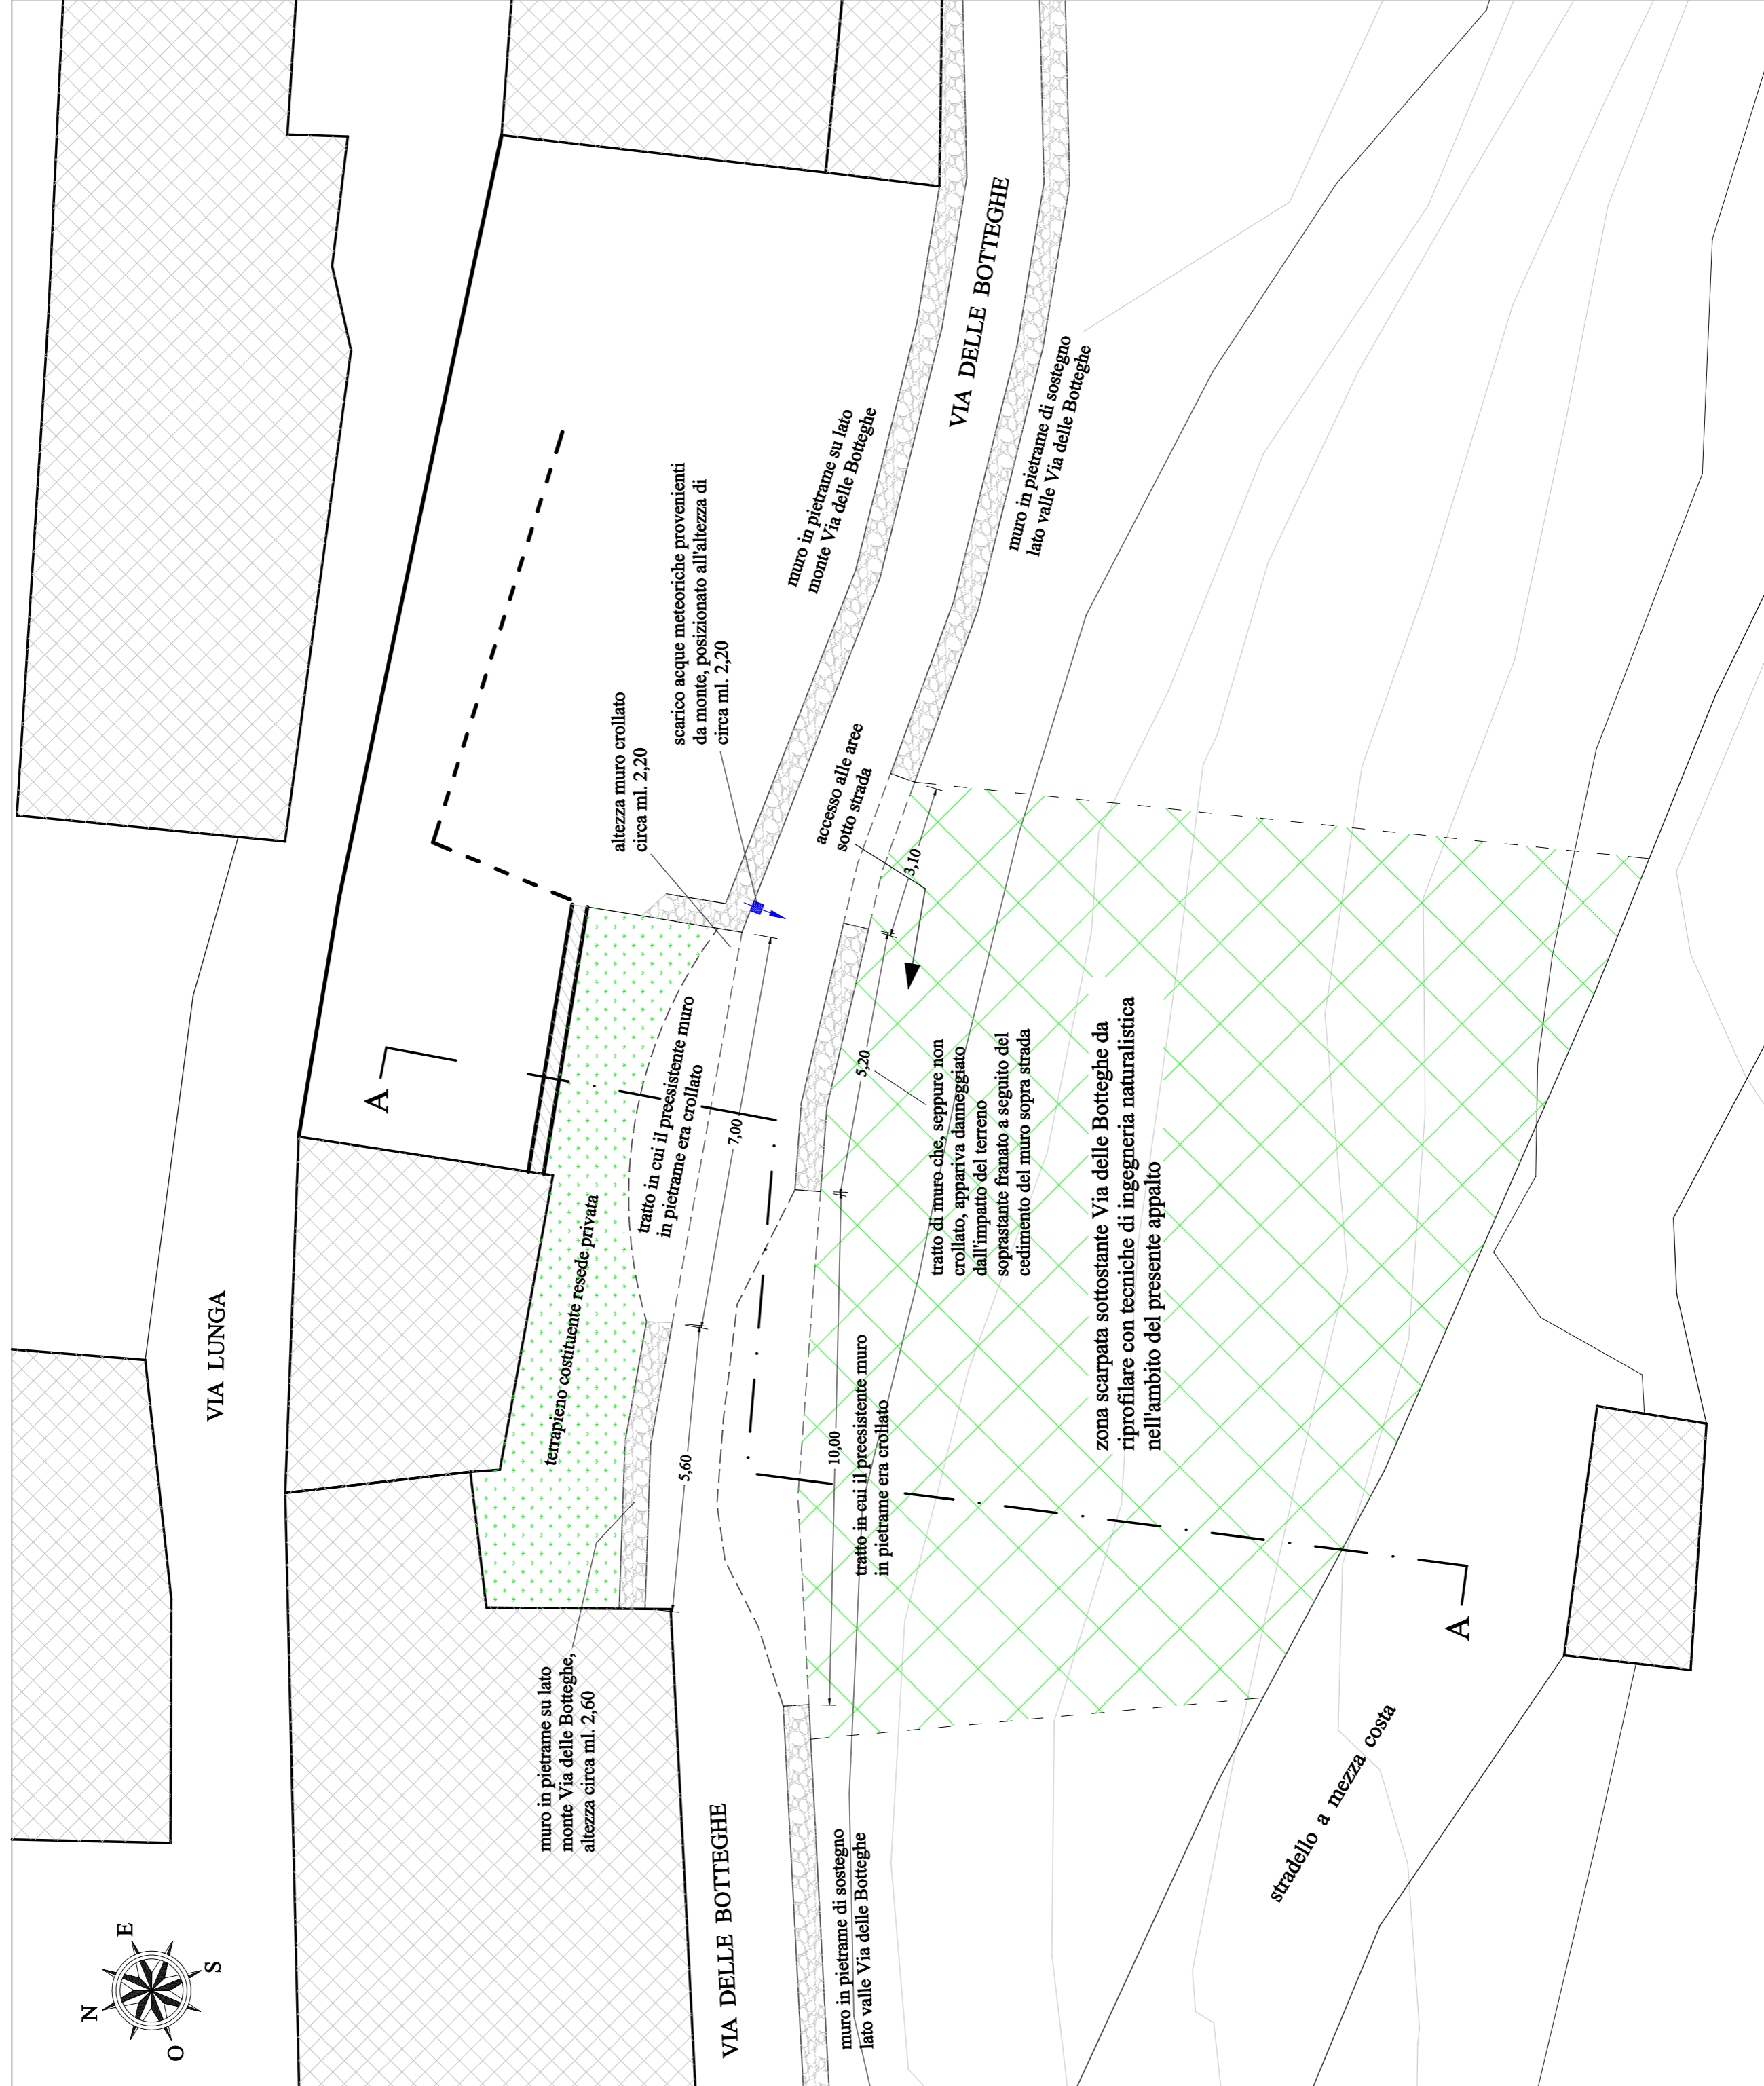 VIA LUNGA
N
E
S
O
A
altezza muro crollato
circa ml. 2,20
scarico acque meteoriche provenienti
da monte, posizionato all'altezza di
circa ml. 2,20
muro in pietrame su lato
monte Via delle Botteghe
VIA DELLE BOTTEGHE
muro in pietrame di sostegno
lato valle Via delle Botteghe
accesso alle aree
sotto strada
3,10
terrapieno costituente resede privata
tratto in cui il preesistente muro
in pietrame era crollato
7,00
5,20
5,60
10,00
tratto di muro che, seppure non
crollato, appariva danneggiato
dall'impatto del terreno
soprastante franato a seguito del
cedimento del muro sopra strada
tratto in cui il preesistente muro
in pietrame era crollato
zona scarpata sottostante Via delle Botteghe da
riprofilare con tecniche di ingegneria naturalistica
nell'ambito del presente appalto
muro in pietrame su lato
monte Via delle Botteghe,
altezza circa ml. 2,60
VIA DELLE BOTTEGHE
muro in pietrame di sostegno
lato valle Via delle Botteghe
A
stradello a mezza costa